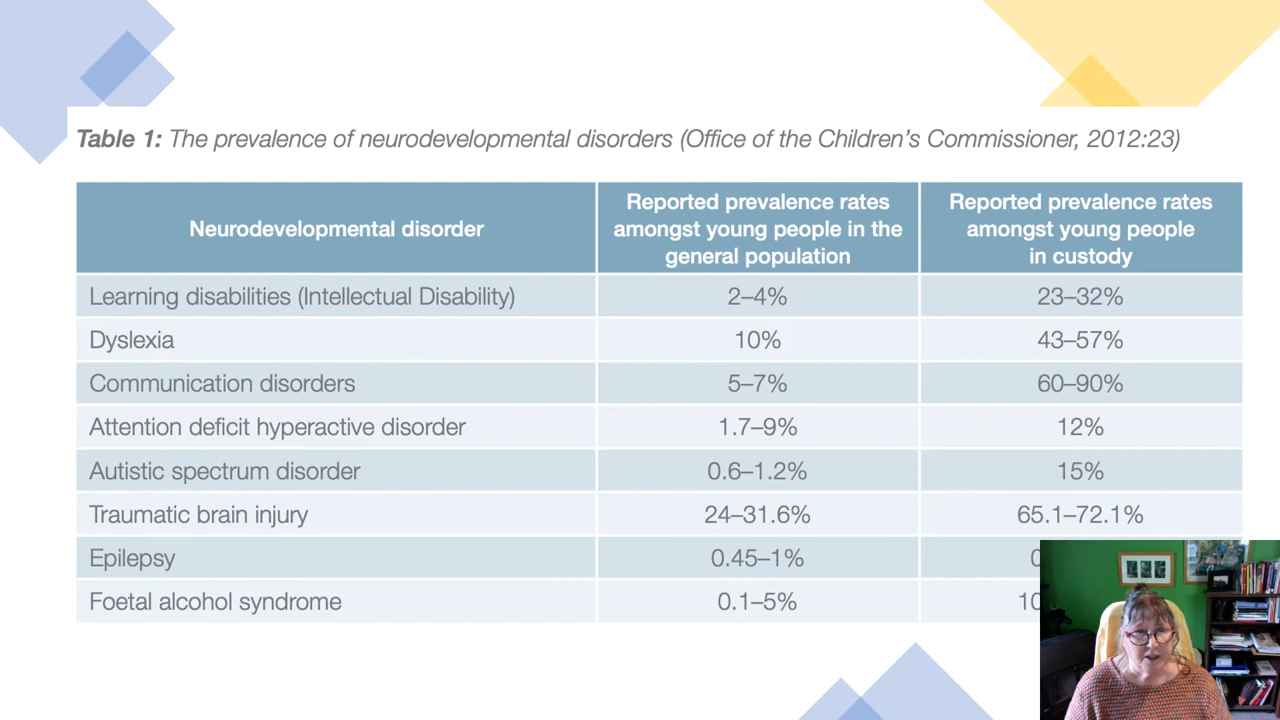 Table 1: The prevalence of neurodevelopmental disorders (Office of the Children's Commissioner, 2012:23)
Neurodevelopmental disorder
Reported prevalence rates
amongst young people in the
general population
Reported prevalence rates
amongst young people
in custody
Learning disabilities (Intellectual Disability) 2–4% 23–32%
Dyslexia 10% 43–57%
Communication disorders 5–7% 60–90%
Attention deficit hyperactive disorder 1.7–9% 12%
Autistic spectrum disorder 0.6–1.2% 15%
Traumatic brain injury 24–31.6% 65.1–72.1%
Epilepsy 0.45–1%
Foetal alcohol syndrome 0.1–5%